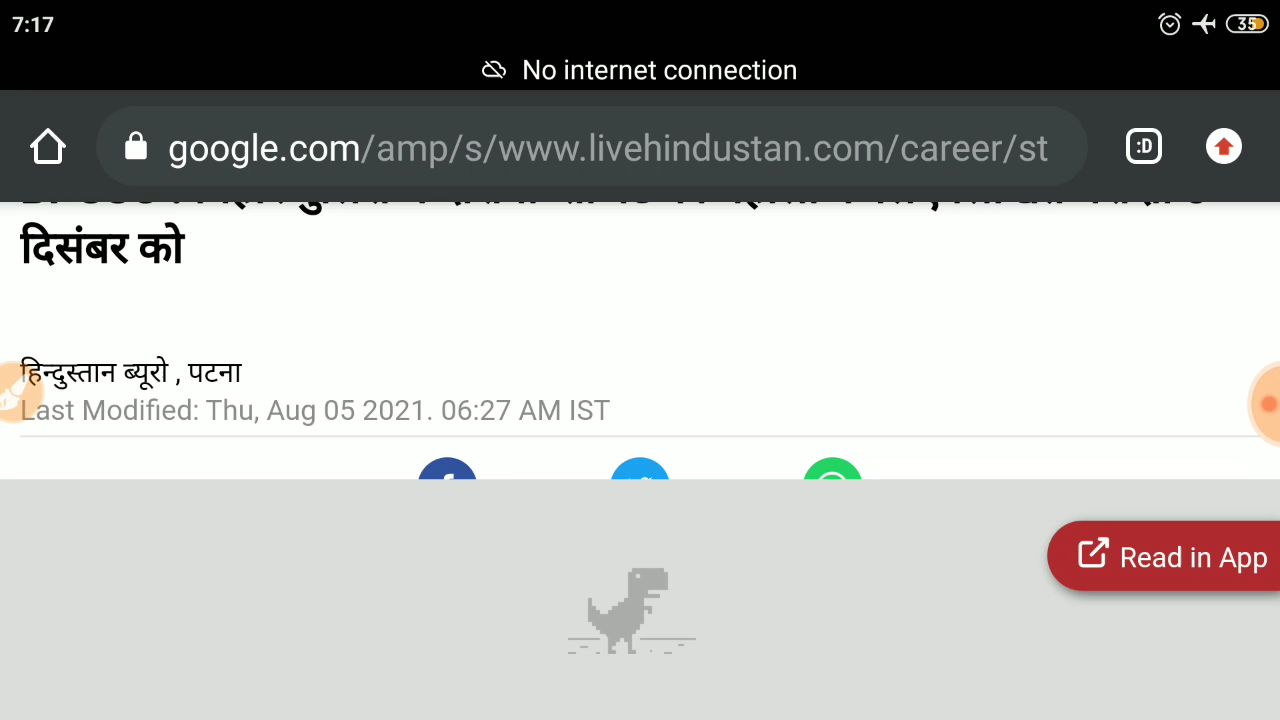 7:17
35
No internet connection
google.com/amp/s/www.livehindustan.com/career/st
:D
दिसंबर को
हिन्दुस्तान ब्यूरो , पटना
Last Modified: Thu, Aug 05 2021. 06:27 AM IST
Read in App